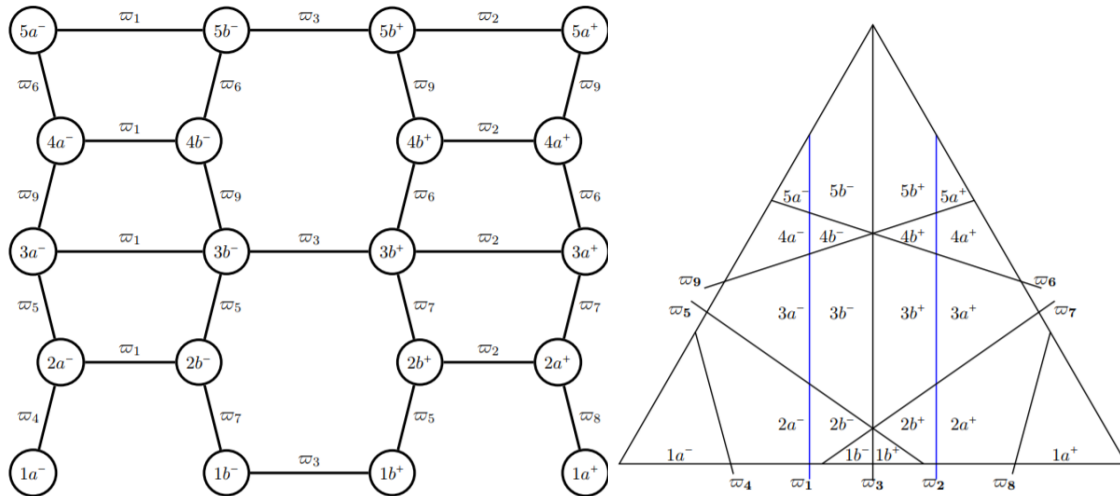 ϖ₁ ϖ₃ ϖ₂
5a⁻ 5b⁻ 5b⁺ 5a⁺
ϖ₆ ϖ₆ ϖ₉ ϖ₉
ϖ₁ ϖ₂
4a⁻ 4b⁻ 4b⁺ 4a⁺
ϖ₉ ϖ₉ ϖ₆ ϖ₆
ϖ₁ ϖ₃ ϖ₂
3a⁻ 3b⁻ 3b⁺ 3a⁺
ϖ₅ ϖ₅ ϖ₇ ϖ₇
ϖ₁ ϖ₂
2a⁻ 2b⁻ 2b⁺ 2a⁺
ϖ₄ ϖ₇ ϖ₅ ϖ₈
ϖ₃
1a⁻ 1b⁻ 1b⁺ 1a⁺
5a⁻ 5b⁻ 5b⁺ 5a⁺
4a⁻ 4b⁻ 4b⁺ 4a⁺
ϖ₉ ϖ₆
ϖ₅ 3a⁻ 3b⁻ 3b⁺ 3a⁺ ϖ₇
2a⁻ 2b⁻ 2b⁺ 2a⁺
1a⁻ 1b⁻ 1b⁺ 1a⁺
ϖ₄ ϖ₁ ϖ₃ ϖ₂ ϖ₈